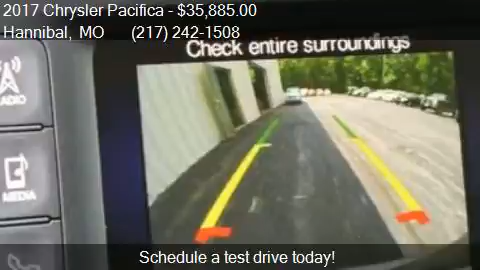 2017 Chrysler Pacifica - $35,885.00
Hannibal, MO (217) 242-1508
Check entire surroundings
RADIO
MEDIA
Schedule a test drive today!